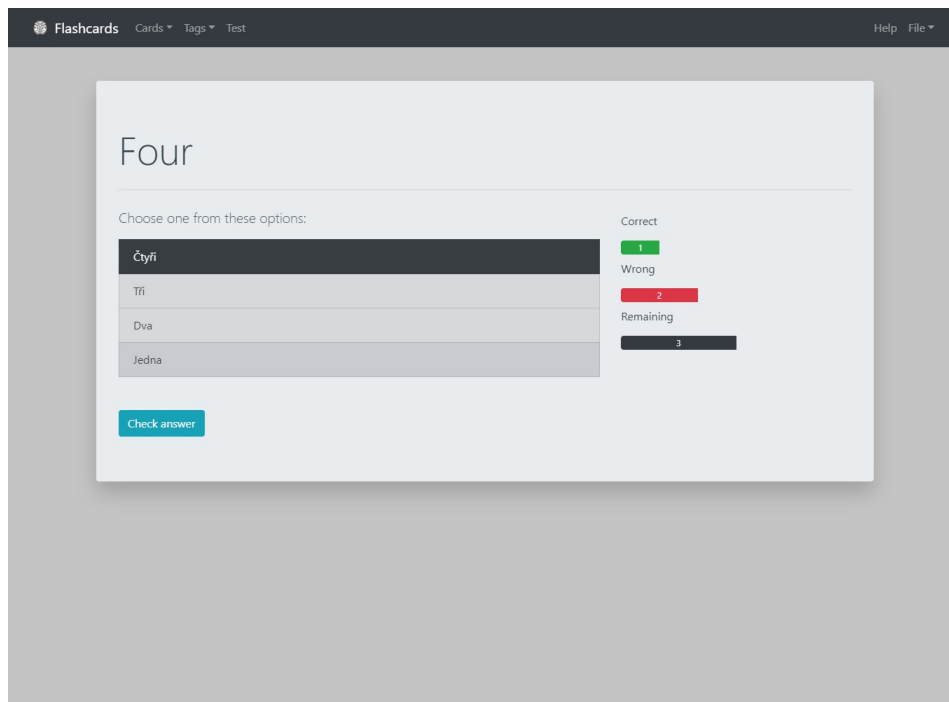 Flashcards Cards Tags Test Help File
Four
Choose one from these options:
Čtyři
Tři
Dva
Jedna
Check answer
Correct
1
Wrong
2
Remaining
3